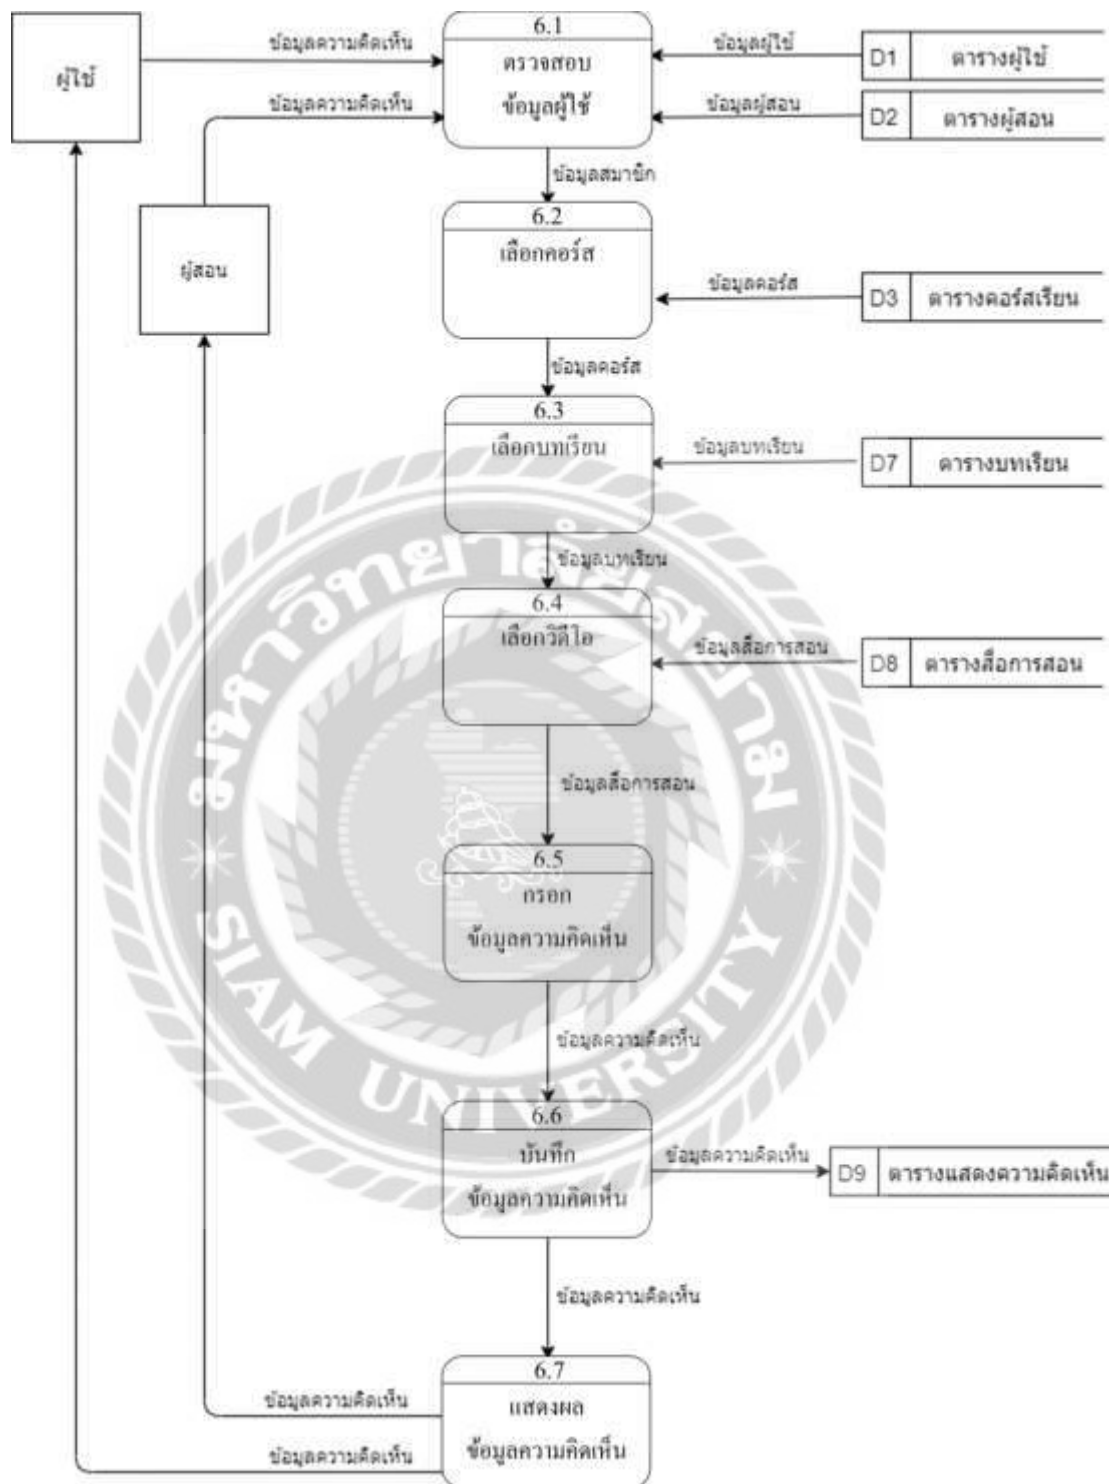 6.1
ข้อมูลความคิดเห็น
ข้อมูลผู้ใช้
D1 ตารางผู้ใช้
ผู้ใช้
ตรวจสอบ
ข้อมูลผู้ใช้
ข้อมูลความคิดเห็น
ข้อมูลผู้สอน
D2 ตารางผู้สอน
ข้อมูลสมาชิก
6.2
เลือกคอร์ส
ผู้สอน
ข้อมูลคอร์ส
D3 ตารางคอร์สเรียน
ข้อมูลคอร์ส
6.3
เลือกบทเรียน
ข้อมูลบทเรียน
D7 ตารางบทเรียน
ข้อมูลบทเรียน
มหาวิทยาลัยสยาม
6.4
เลือกวิดีโอ
ข้อมูลสื่อการสอน
D8 ตารางสื่อการสอน
ข้อมูลสื่อการสอน
6.5
กรอก
ข้อมูลความคิดเห็น
SIAM UNIVERSITY
ข้อมูลความคิดเห็น
6.6
บันทึก
ข้อมูลความคิดเห็น
ข้อมูลความคิดเห็น
D9 ตารางแสดงความคิดเห็น
ข้อมูลความคิดเห็น
6.7
แสดงผล
ข้อมูลความคิดเห็น
ข้อมูลความคิดเห็น
ข้อมูลความคิดเห็น